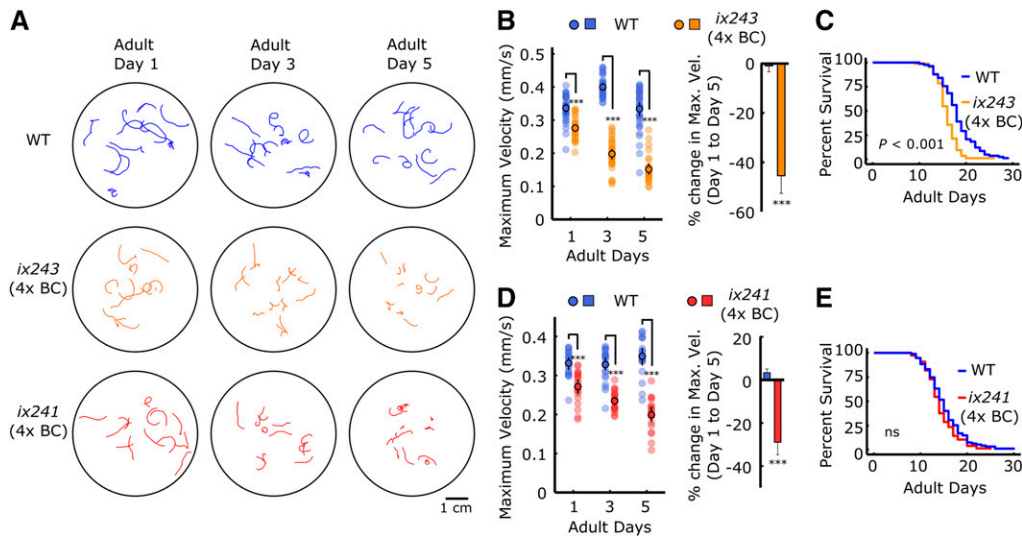 A
Adult
Day 1
Adult
Day 3
Adult
Day 5
WT
ix243
(4x BC)
ix241
(4x BC)
1 cm
B
WT
ix243
(4x BC)
Maximum Velocity (mm/s)
0.5
0.4
0.3
0.2
0.1
0
***
***
***
1
3
5
Adult Days
% change in Max. Vel.
(Day 1 to Day 5)
0
-20
-40
-60
***
C
Percent Survival
100
75
50
25
0
WT
ix243
(4x BC)
P < 0.001
0 10 20 30
Adult Days
D
WT
ix241
(4x BC)
Maximum Velocity (mm/s)
0.4
0.3
0.2
0.1
0
***
***
***
1
3
5
Adult Days
% change in Max. Vel.
(Day 1 to Day 5)
20
0
-20
-40
***
E
Percent Survival
100
75
50
25
0
WT
ix241
(4x BC)
ns
0 10 20 30
Adult Days